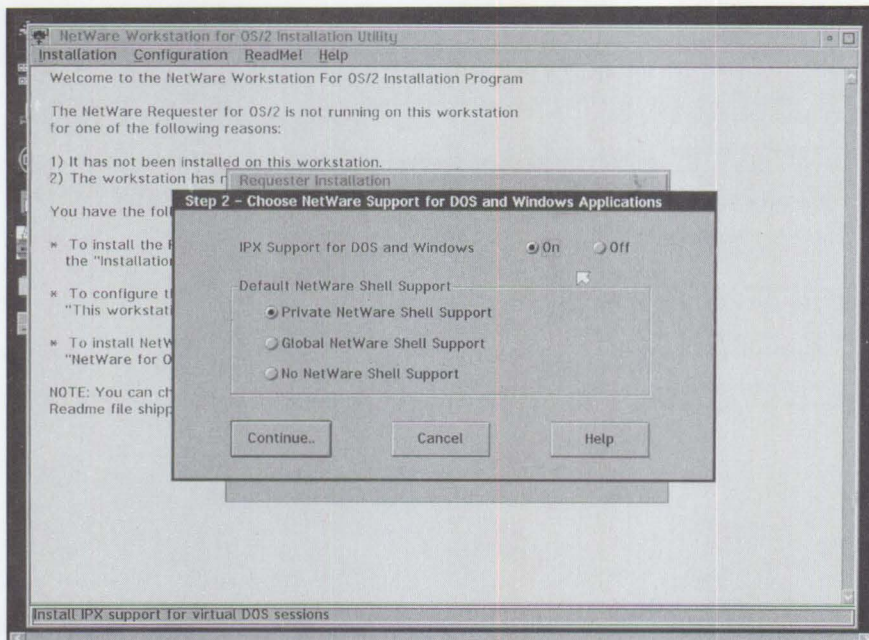 NetWare Workstation for OS/2 Installation Utility
Installation Configuration ReadMe! Help
Welcome to the NetWare Workstation For OS/2 Installation Program
The NetWare Requester for OS/2 is not running on this workstation
for one of the following reasons:
1) It has not been installed on this workstation.
2) The workstation has
You have the
* To install the
the "Installation
* To configure
"This
* To install
"NetWare for
NOTE: You can
Readme file
Requester Installation
Step 2 - Choose NetWare Support for DOS and Windows Applications
IPX Support for DOS and Windows On Off
Default NetWare Shell Support
Private NetWare Shell Support
Global NetWare Shell Support
No NetWare Shell Support
Continue.. Cancel Help
Install IPX support for virtual DOS sessions